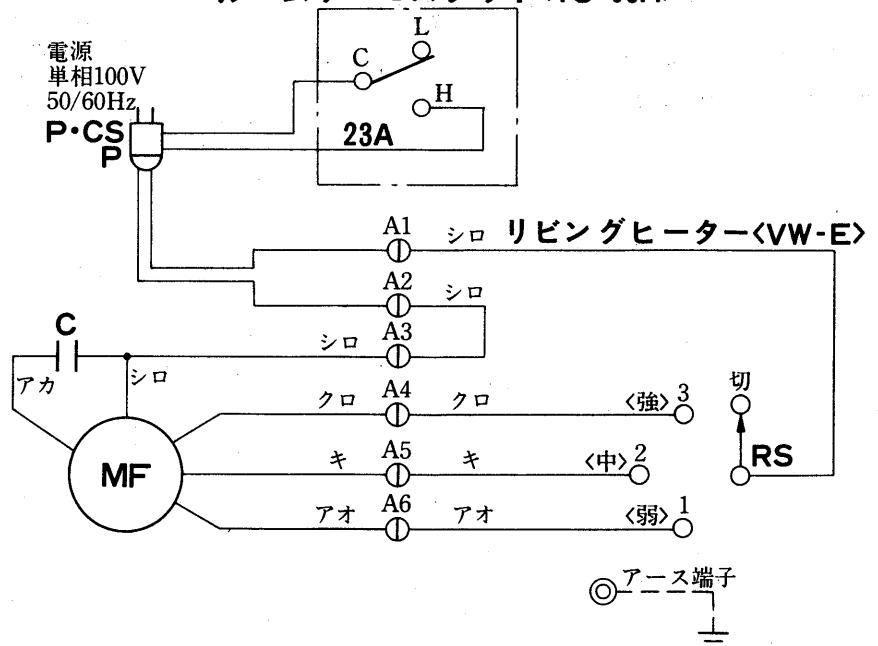 電源
単相100V
50/60Hz
P・CS
P
L
C
H
23A
A1
シロ
リビングヒーター〈VW-E〉
A2
シロ
C
シロ
A3
アカ
シロ
クロ
A4
クロ
〈強〉3
切
MF
キ
A5
キ
〈中〉2
RS
アオ
A6
アオ
〈弱〉1
アース端子